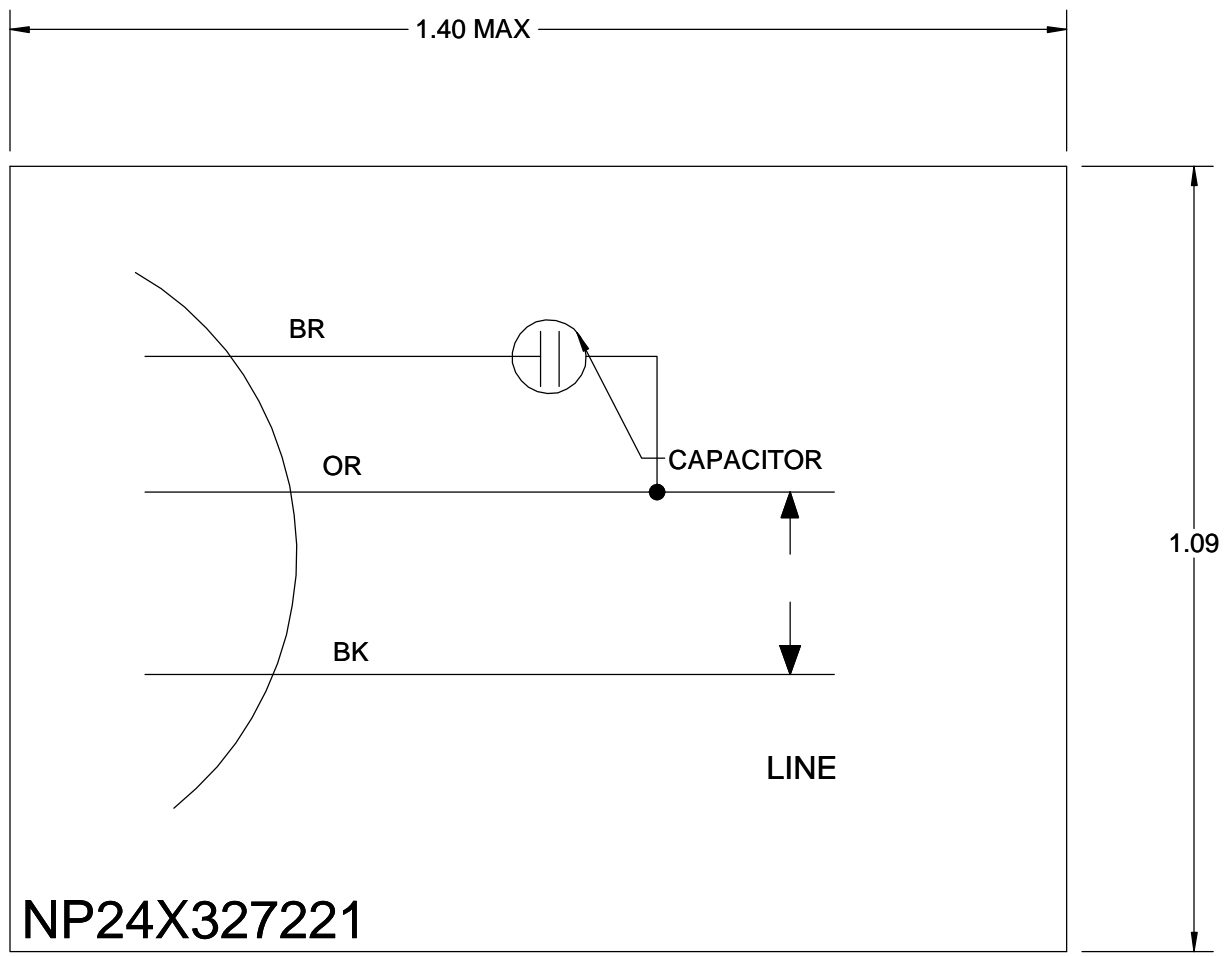 1.40 MAX
BR
CAPACITOR
OR
1.09
BK
LINE
NP24X327221